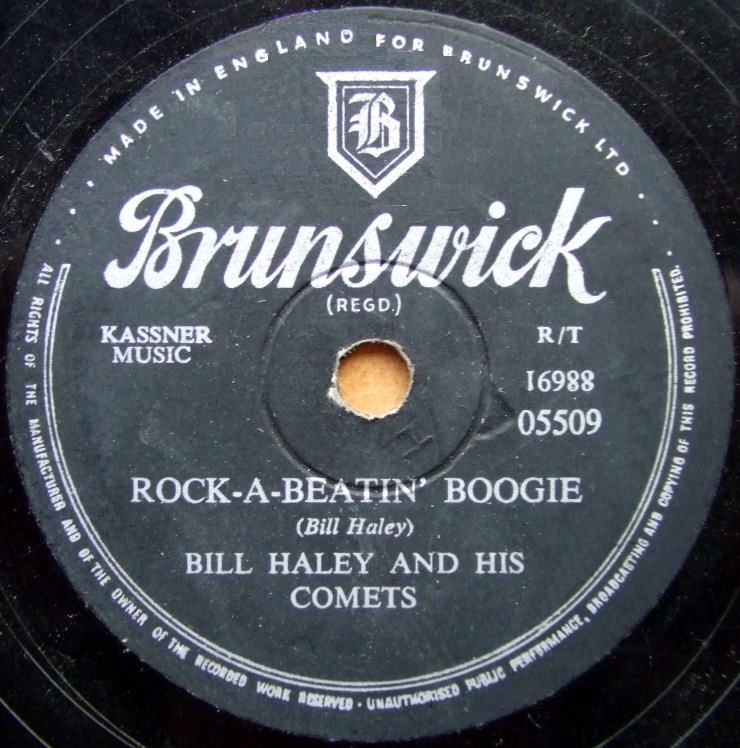 MADE IN ENGLAND FOR BRUNSWICK LTD
B
Brunswick
(REGD.)
KASSNER
MUSIC
R/T
16988
05509
H
ROCK-A-BEATIN' BOOGIE
(Bill Haley)
BILL HALEY AND HIS
COMETS
ALL RIGHTS OF THE MANUFACTURER AND OF THE OWNER OF THE RECORDED WORK RESERVED · UNAUTHORISED PUBLIC PERFORMANCE, BROADCASTING AND COPYING OF THIS RECORD PROHIBITED.